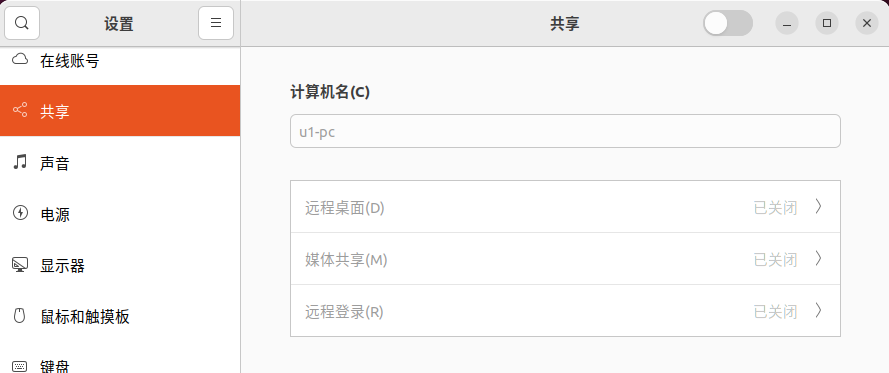 设置
共享
在线账号
共享
声音
电源
显示器
鼠标和触摸板
键盘
计算机名(C)
u1-pc
远程桌面(D) 已关闭
媒体共享(M) 已关闭
远程登录(R) 已关闭